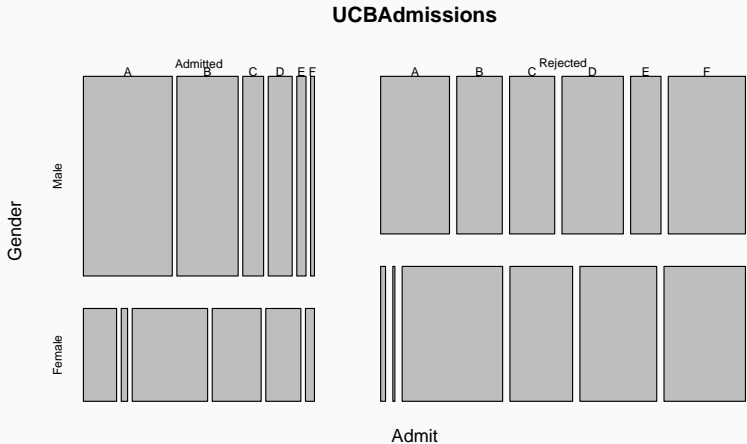 UCBAdmissions
Admitted
Rejected
A B C D E F
A B C D E F
Male
Gender
Female
Admit